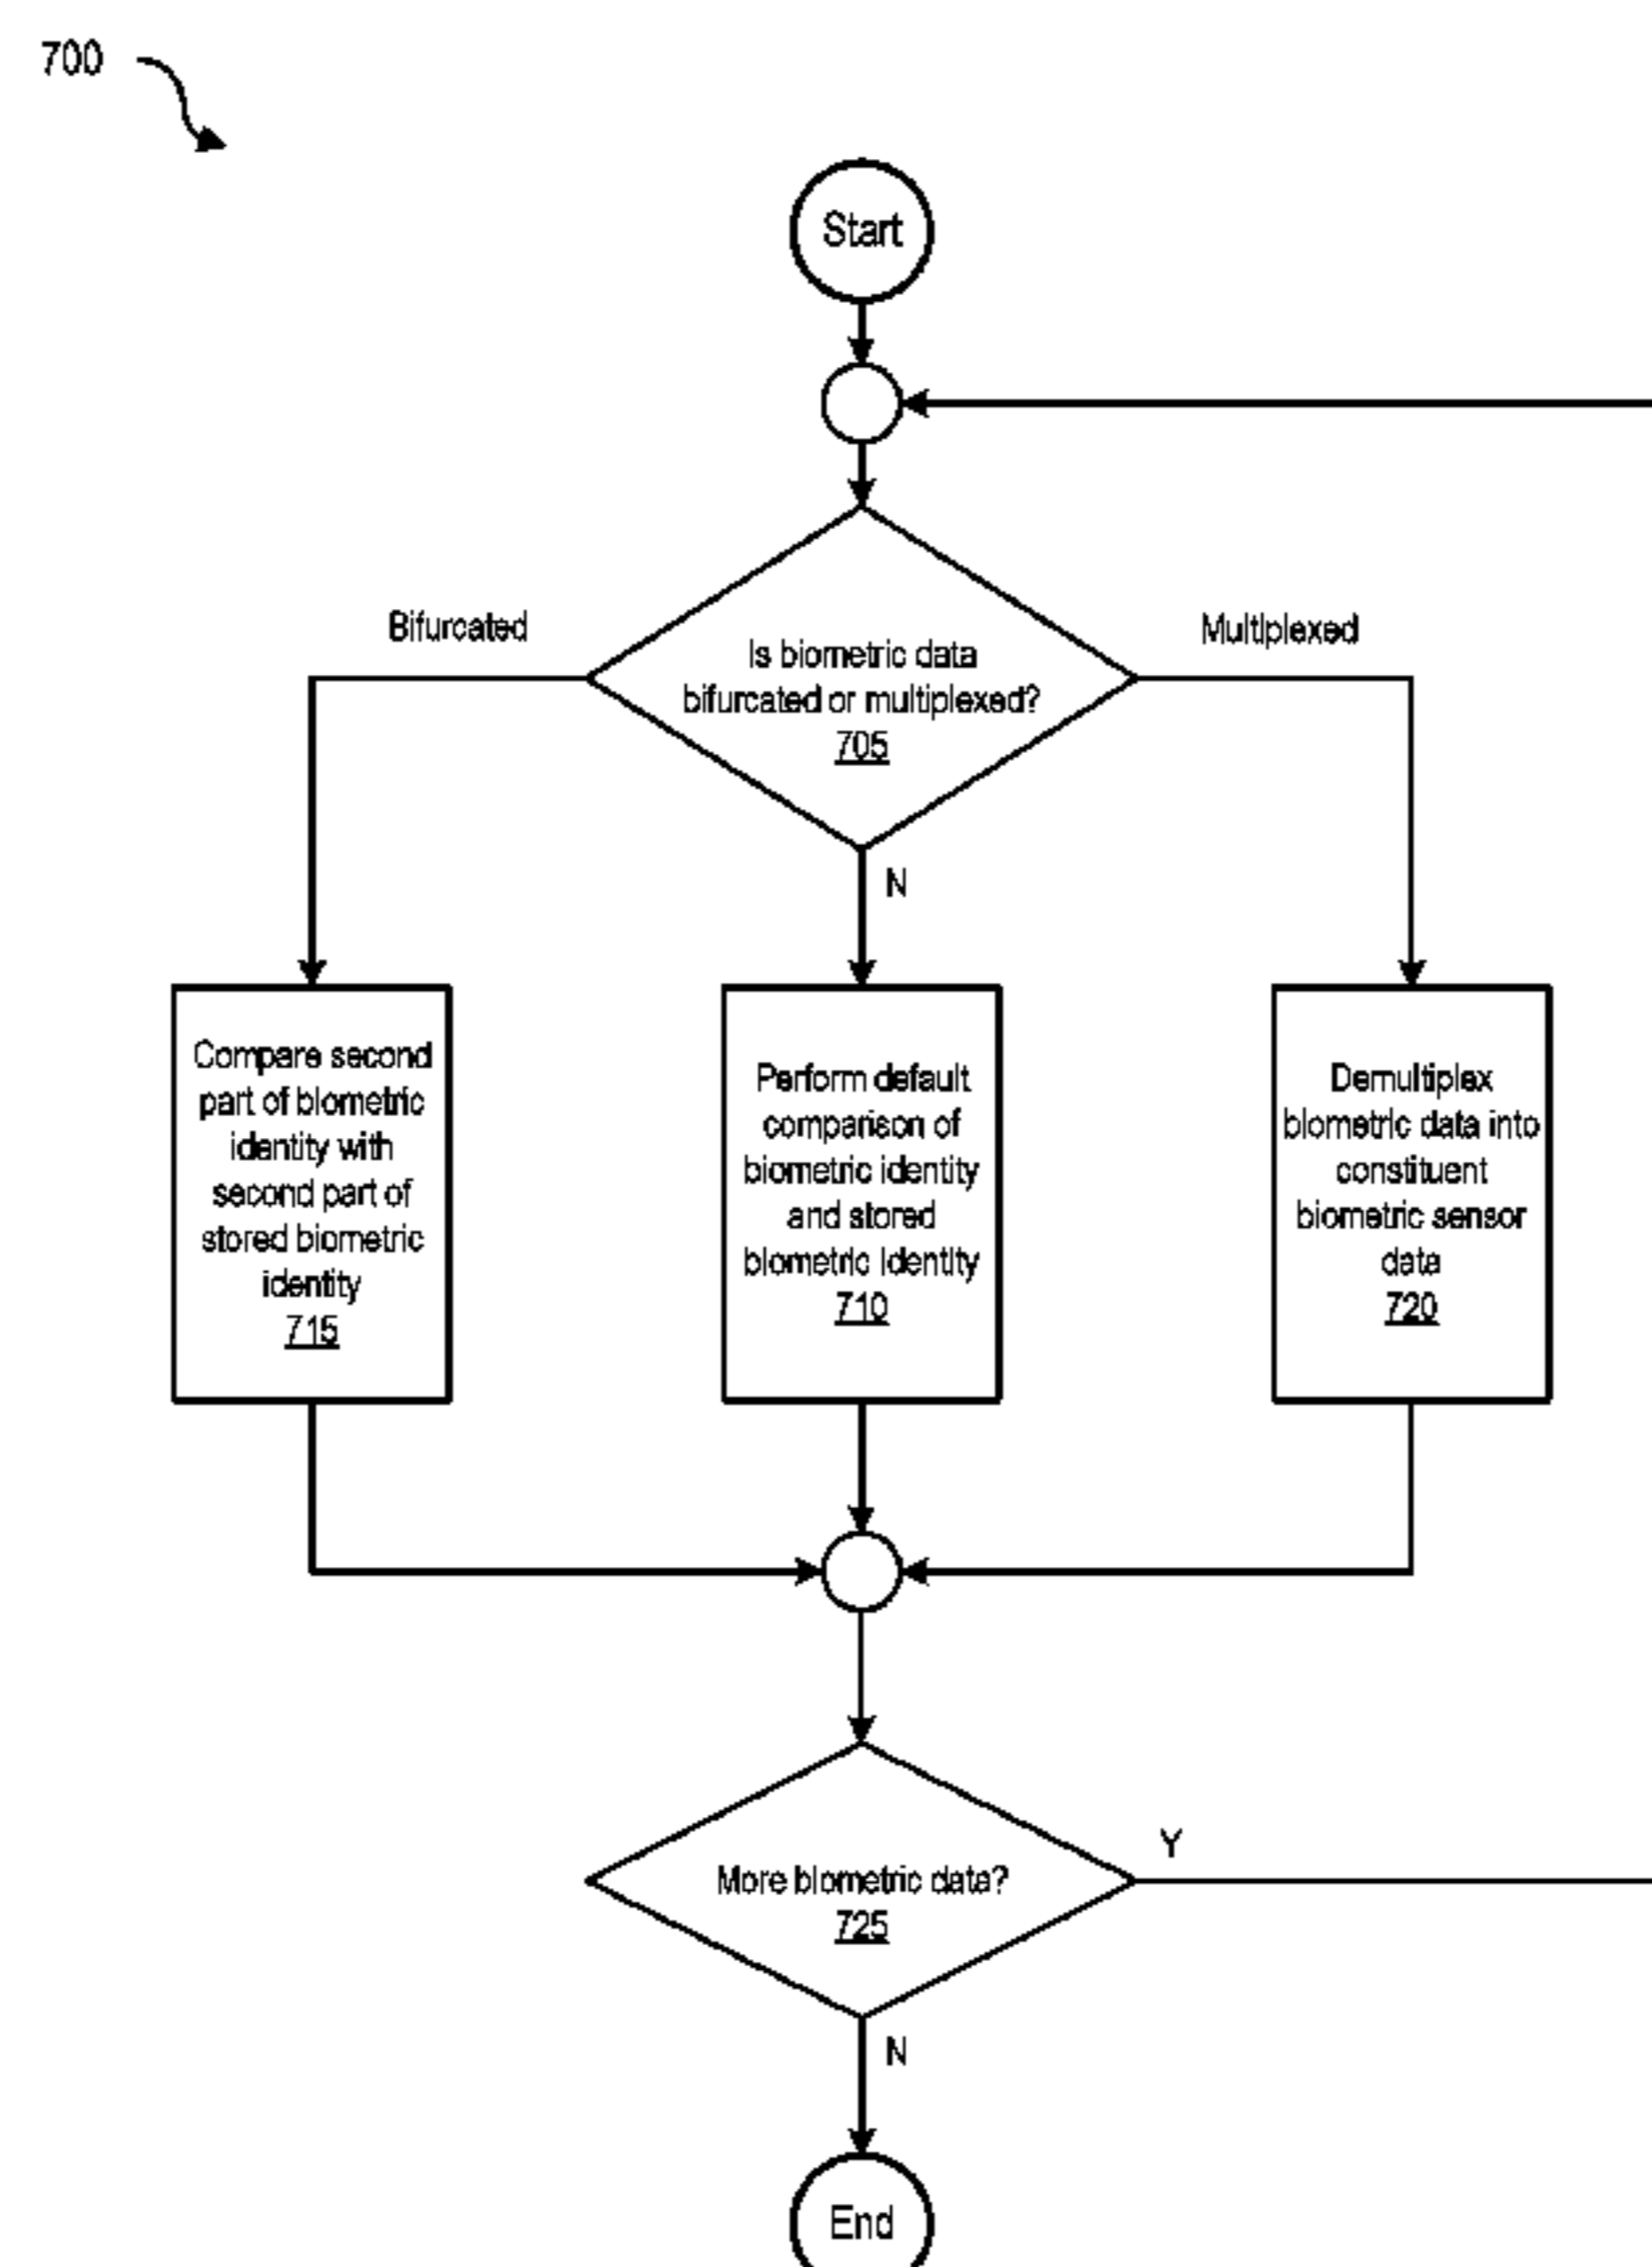 700
Start
Bifurcated
Multiplexed
Is biometric data
bifurcated or multiplexed?
705
N
Compare second
part of biometric
identity with
second part of
stored biometric
identity
715
Perform default
comparison of
biometric identity
and stored
biometric identity
710
Demultiplex
biometric data into
constituent
biometric sensor
data
720
More biometric data?
725
Y
N
End